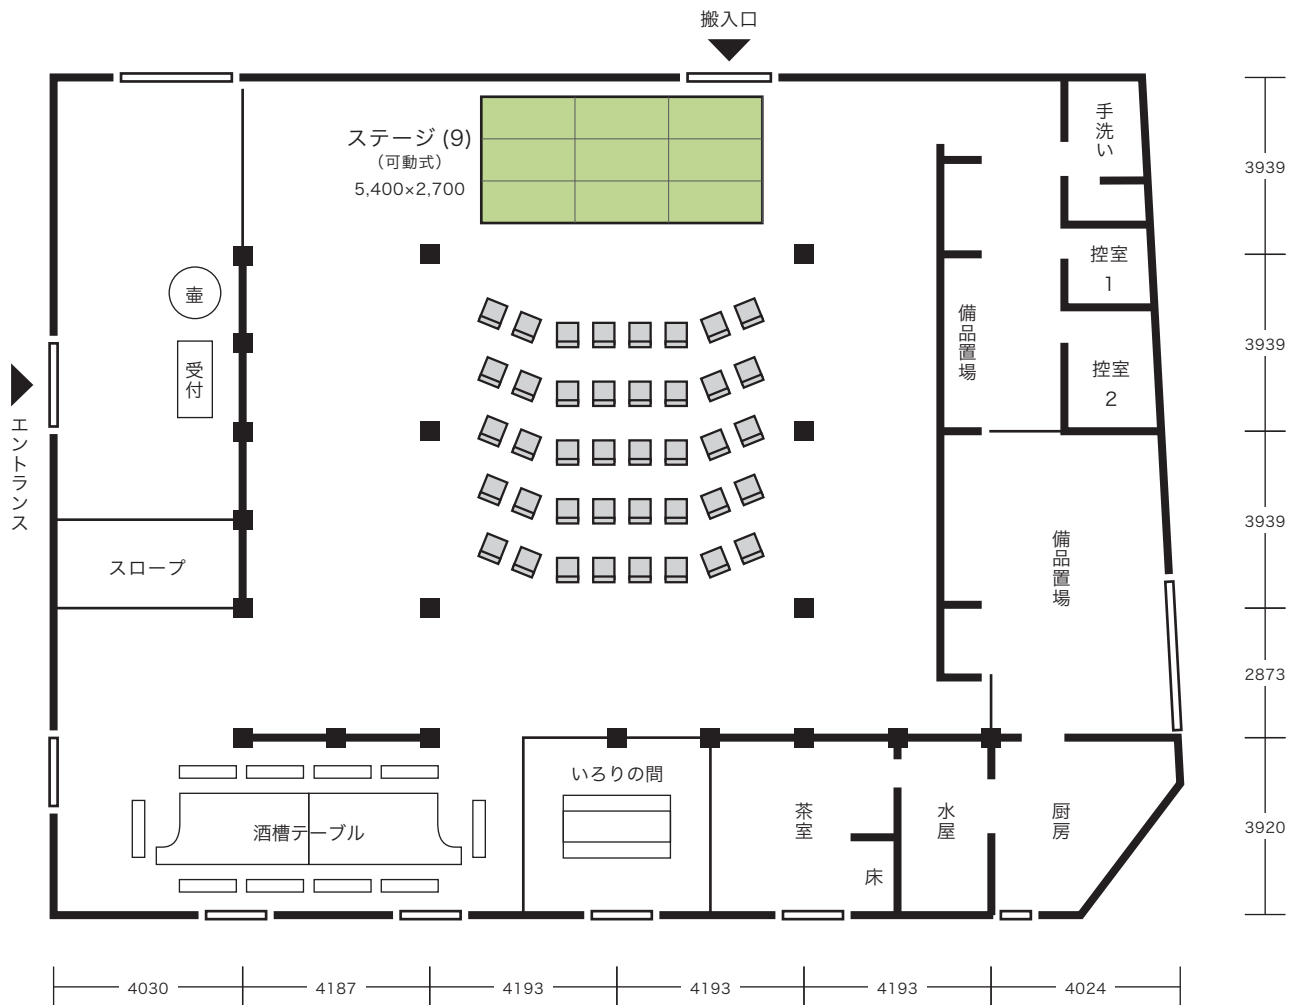 搬入口
ステージ (9)
（可動式）
5,400×2,700
手洗い
3939
控室
1
壷
備品置場
3939
受付
控室
2
エントランス
3939
備品置場
スロープ
2873
いろりの間
酒槽テーブル
茶室
水屋
厨房
3920
床
4030
4187
4193
4193
4193
4024